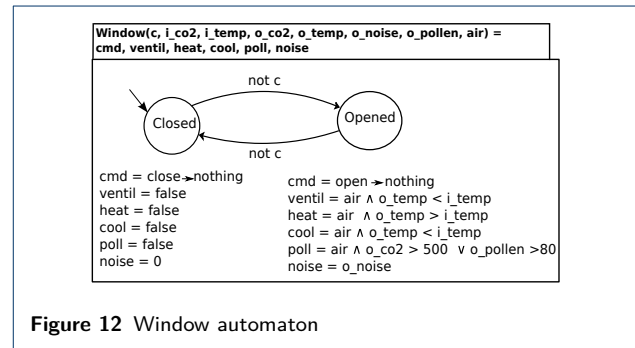 Window(c, i_co2, i_temp, o_co2, o_temp, o_noise, o_pollen, air) =
cmd, ventil, heat, cool, poll, noise
not c
Closed
Opened
not c
cmd = close→nothing
ventil = false
heat = false
cool = false
poll = false
noise = 0
cmd = open→nothing
ventil = air ∧ o_temp < i_temp
heat = air ∧ o_temp > i_temp
cool = air ∧ o_temp < i_temp
poll = air ∧ o_co2 > 500 ∨ o_pollen >80
noise = o_noise
Figure 12 Window automaton